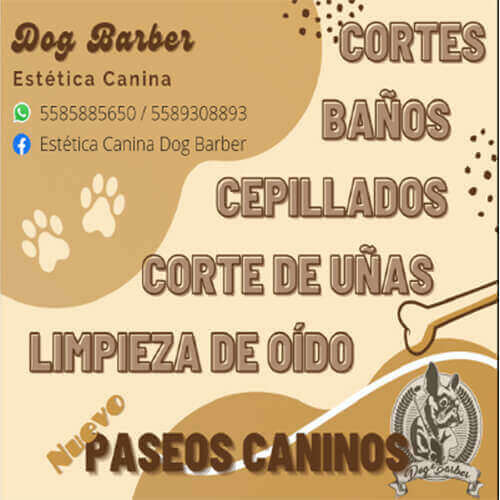 Dog Barber
Estética Canina
5585885650 / 5589308893
Estética Canina Dog Barber
CORTES
BAÑOS
CEPILLADOS
CORTE DE UÑAS
LIMPIEZA DE OÍDO
Nuevo
PASEOS CANINOS
Dog Barber